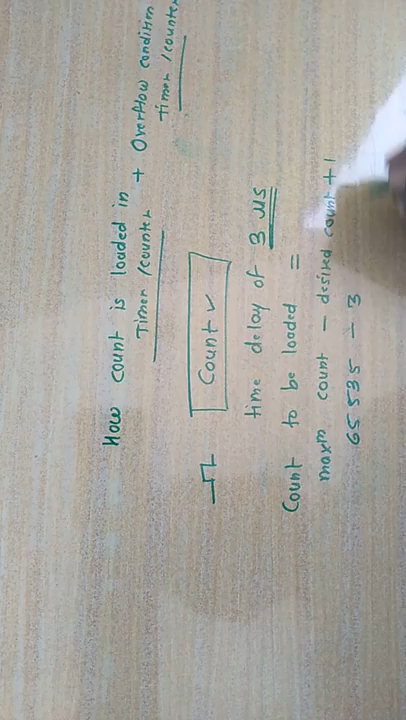 How count is loaded in + Overflow condition
Timer /counter Timer /counter
Count
time delay of 3 μs
Count to be loaded =
maxm count - desired count + 1
65535 - 3